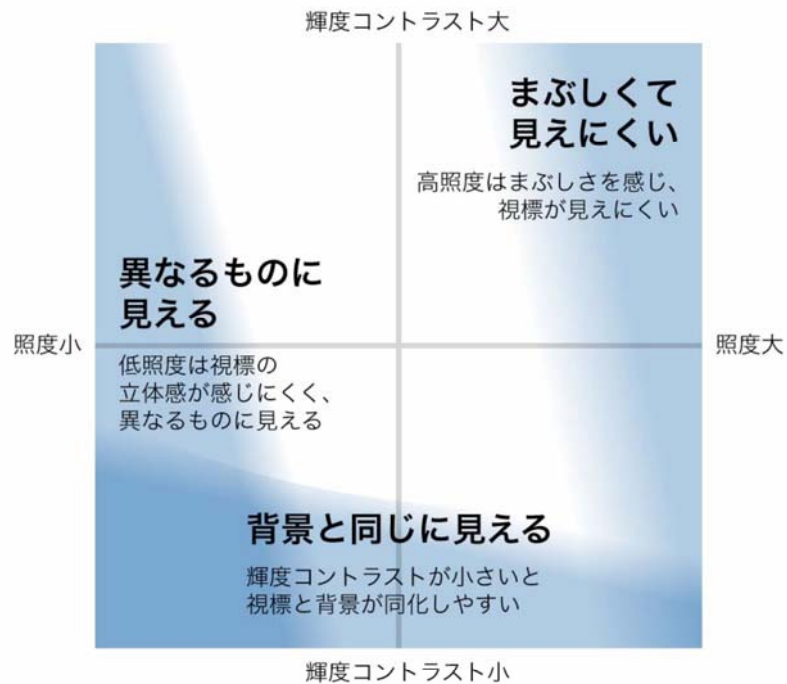 輝度コントラスト大
まぶしくて
見えにくい
高照度はまぶしさを感じ、
視標が見えにくい
異なるものに
見える
照度小
照度大
低照度は視標の
立体感が感じにくく、
異なるものに見える
背景と同じに見える
輝度コントラストが小さいと
視標と背景が同化しやすい
輝度コントラスト小